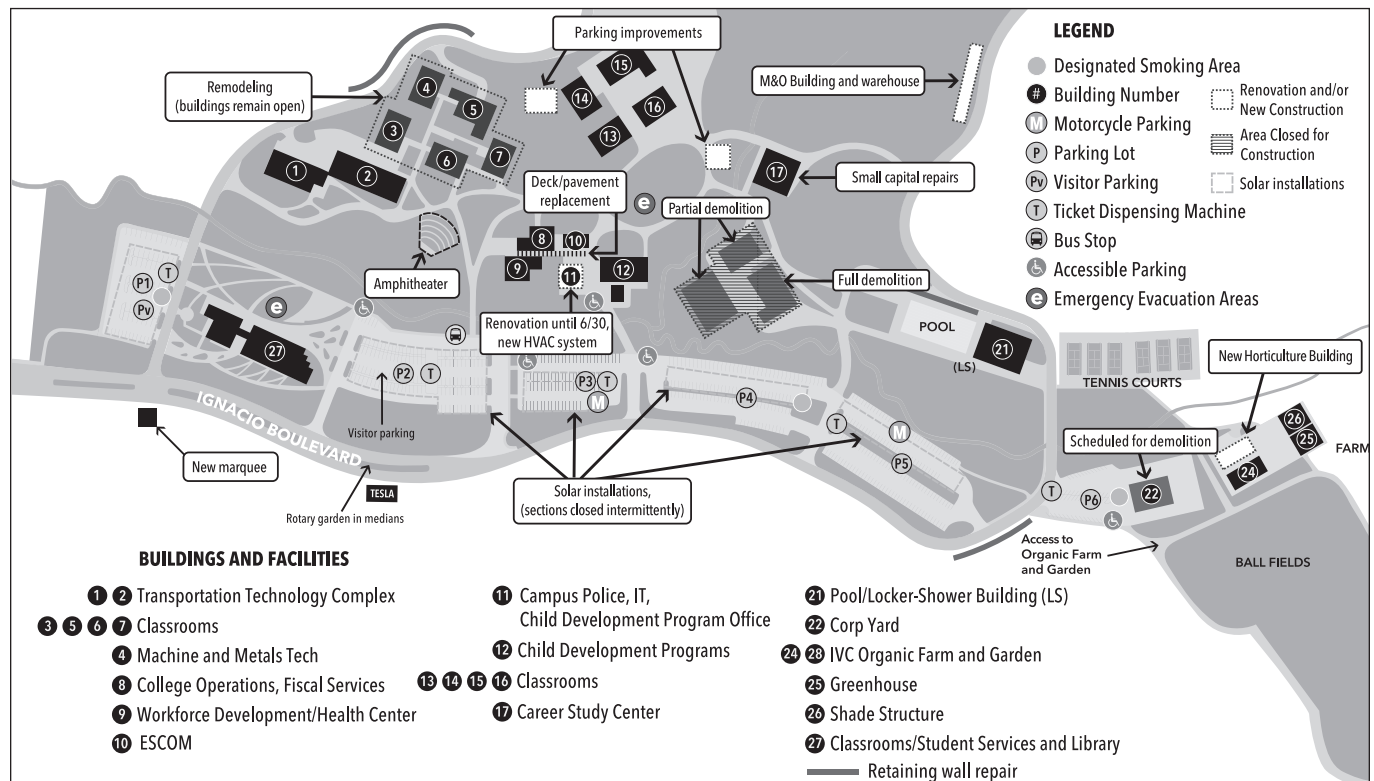 Parking improvements
Remodeling
(buildings remain open)
M&O Building and warehouse
LEGEND
Designated Smoking Area
# Building Number
M Motorcycle Parking
P Parking Lot
Pv Visitor Parking
T Ticket Dispensing Machine
Bus Stop
Accessible Parking
e Emergency Evacuation Areas
Renovation and/or
New Construction
Area Closed for
Construction
Solar installations
4
5
3
6
7
1
2
15
14
16
13
17
Small capital repairs
Deck/pavement
replacement
e
Partial demolition
8
10
9
11
12
Full demolition
Amphitheater
Renovation until 6/30,
new HVAC system
P1
T
Pv
e
27
P2
T
P3
T
M
P4
T
M
P5
POOL
(LS)
21
TENNIS COURTS
New Horticulture Building
26
25
FARM
24
Scheduled for demolition
22
T
P6
IGNACIO BOULEVARD
Visitor parking
New marquee
TESLA
Rotary garden in medians
Solar installations,
(sections closed intermittently)
Access to
Organic Farm
and Garden
BALL FIELDS
BUILDINGS AND FACILITIES
1 2 Transportation Technology Complex
3 5 6 7 Classrooms
4 Machine and Metals Tech
8 College Operations, Fiscal Services
9 Workforce Development/Health Center
10 ESCOM
11 Campus Police, IT,
Child Development Program Office
12 Child Development Programs
13 14 15 16 Classrooms
17 Career Study Center
21 Pool/Locker-Shower Building (LS)
22 Corp Yard
24 28 IVC Organic Farm and Garden
25 Greenhouse
26 Shade Structure
27 Classrooms/Student Services and Library
Retaining wall repair